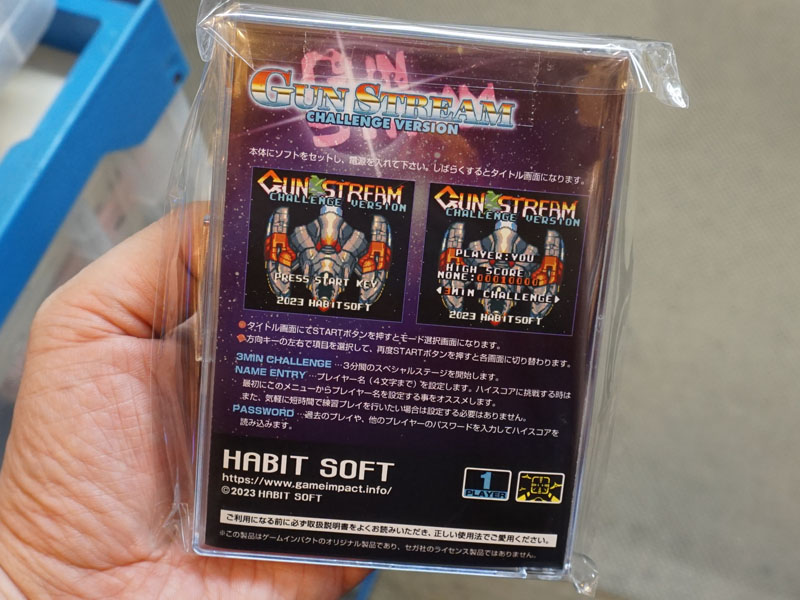 GUN STREAM
CHALLENGE VERSION
本体にソフトをセットし、電源を入れて下さい。しばらくするとタイトル画面になります。
GUN STREAM
CHALLENGE VERSION
PRESS START KEY
2023 HABITSOFT
GUN STREAM
CHALLENGE VERSION
PLAYER:YOU
HIGH SCORE
NONE:00010000
◀3MIN CHALLENGE▶
2023 HABITSOFT
●タイトル画面にてSTARTボタンを押すとモード選択画面になります。
●方向キーの左右で項目を選択して、再度STARTボタンを押すと各画面に切り替わります。
3MIN CHALLENGE …3分間のスペシャルステージを開始します。
NAME ENTRY …プレイヤー名(4文字まで)を設定します。ハイスコアに挑戦する時は
最初にこのメニューからプレイヤー名を設定する事をオススメします。
また、気軽に短時間で練習プレイを行いたい場合は設定する必要はありません。
PASSWORD …過去のプレイや、他のプレイヤーのパスワードを入力してハイスコアを
読み込みます。
HABIT SOFT
https://www.gameimpact.info/
©2023 HABIT SOFT
1
PLAYER
ご利用になる前に必ず取扱説明書をよくお読みいただき、正しい使用法でご愛用ください。
※この製品はゲームインパクトのオリジナル製品であり、セガ社のライセンス製品ではありません。